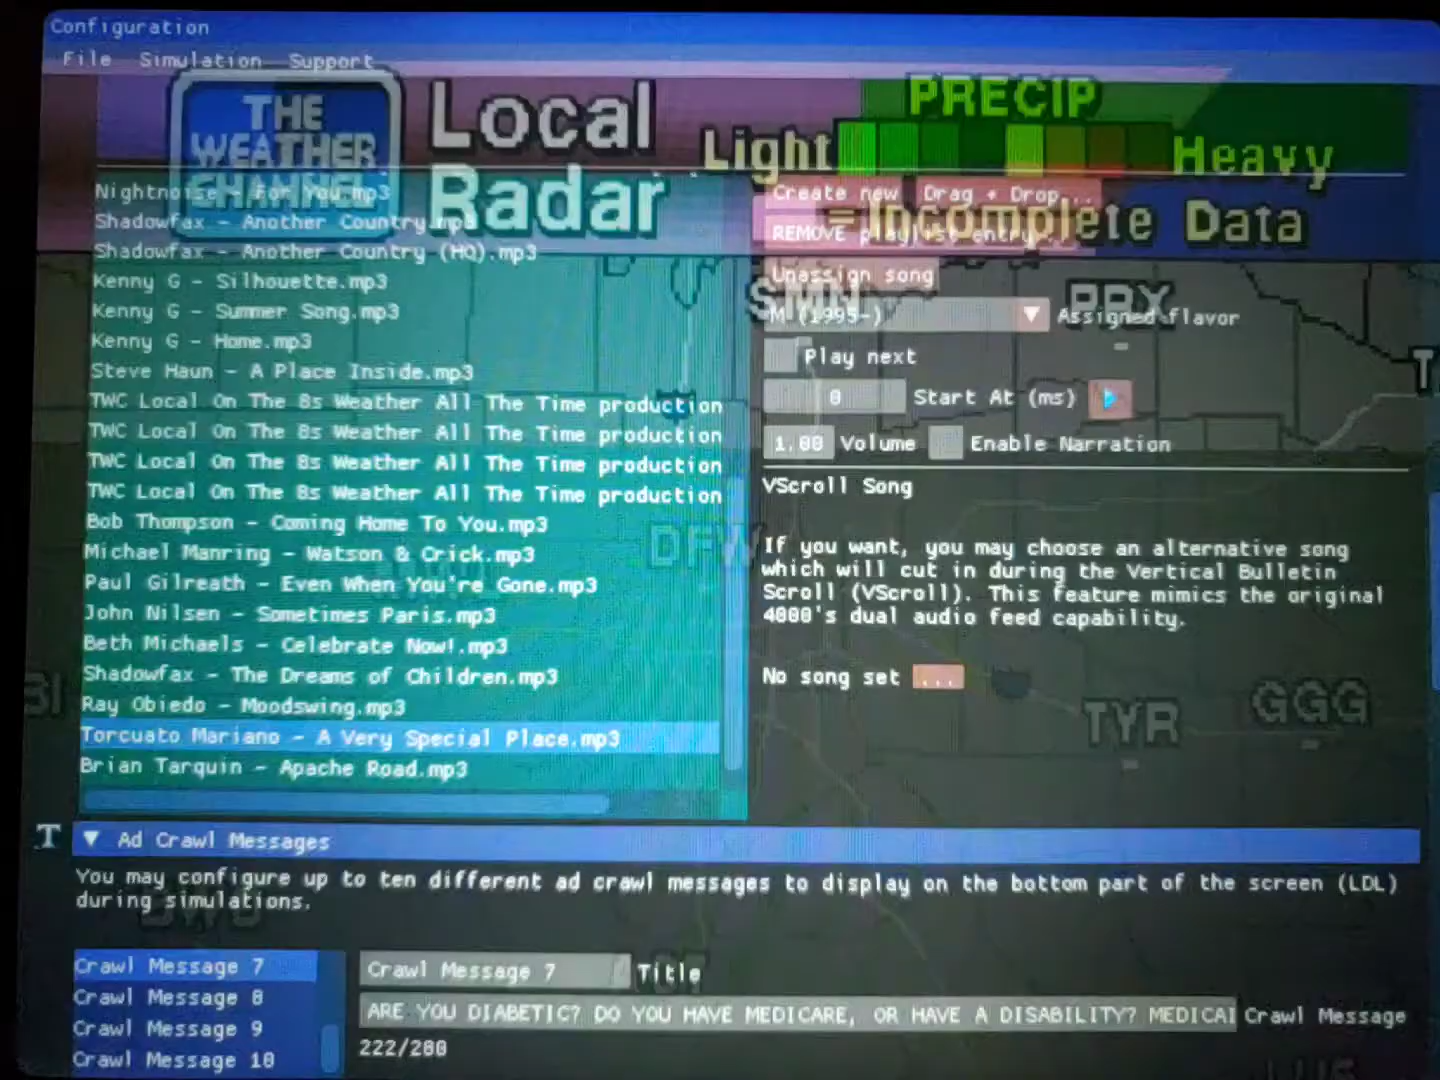 Configuration
File Simulation Support
THE
WEATHER
CHANNEL
Local
Radar
PRECIP
Light Heavy
= Incomplete Data
Nightnoise - For You.mp3
Shadowfax - Another Country.mp3
Shadowfax - Another Country (HQ).mp3
Kenny G - Silhouette.mp3
Kenny G - Summer Song.mp3
Kenny G - Home.mp3
Steve Haun - A Place Inside.mp3
TWC Local On The 8s Weather All The Time production
TWC Local On The 8s Weather All The Time production
TWC Local On The 8s Weather All The Time production
TWC Local On The 8s Weather All The Time production
Bob Thompson - Coming Home To You.mp3
Michael Manring - Watson & Crick.mp3
Paul Gilreath - Even When You're Gone.mp3
John Nilsen - Sometimes Paris.mp3
Beth Michaels - Celebrate Now!.mp3
Shadowfax - The Dreams of Children.mp3
Ray Obiedo - Moodswing.mp3
Torcuato Mariano - A Very Special Place.mp3
Brian Tarquin - Apache Road.mp3
Create new Drag + Drop...
REMOVE playlist entry...
Unassign song
M (1995-) Assigned flavor
Play next
0 Start At (ms)
1.00 Volume Enable Narration
VScroll Song
If you want, you may choose an alternative song
which will cut in during the Vertical Bulletin
Scroll (VScroll). This feature mimics the original
4000's dual audio feed capability.
No song set ...
PRX
DFW
TYR
GGG
T
Ad Crawl Messages
You may configure up to ten different ad crawl messages to display on the bottom part of the screen (LDL)
during simulations.
Crawl Message 7
Crawl Message 8
Crawl Message 9
Crawl Message 10
Crawl Message 7 Title
ARE YOU DIABETIC? DO YOU HAVE MEDICARE, OR HAVE A DISABILITY? MEDICAI Crawl Message
222/280